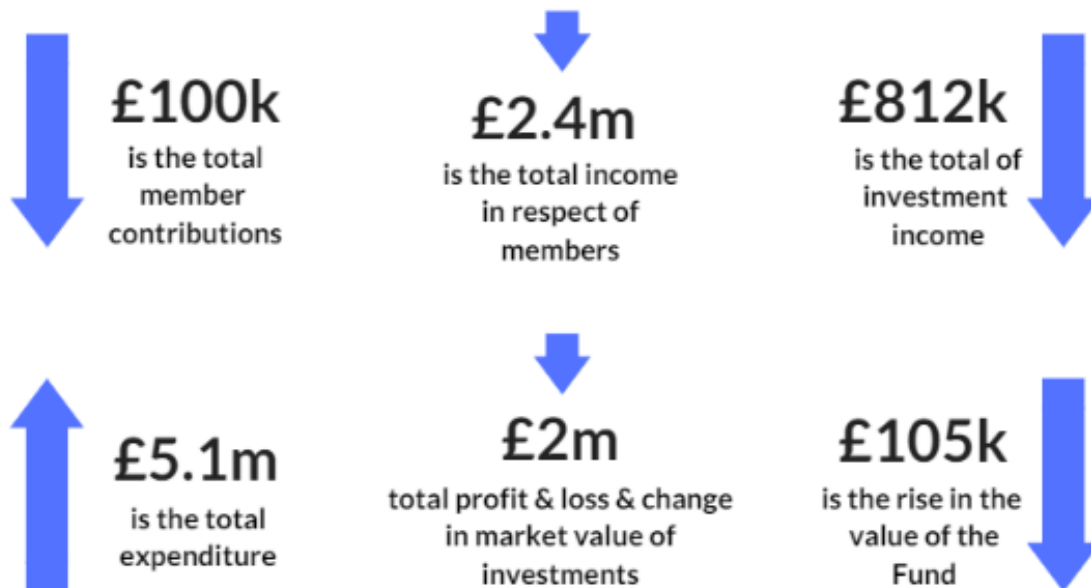 £100k
is the total
member
contributions
£2.4m
is the total income
in respect of
members
£812k
is the total of
investment
income
£5.1m
is the total
expenditure
£2m
total profit & loss & change
in market value of
investments
£105k
is the rise in the
value of the
Fund